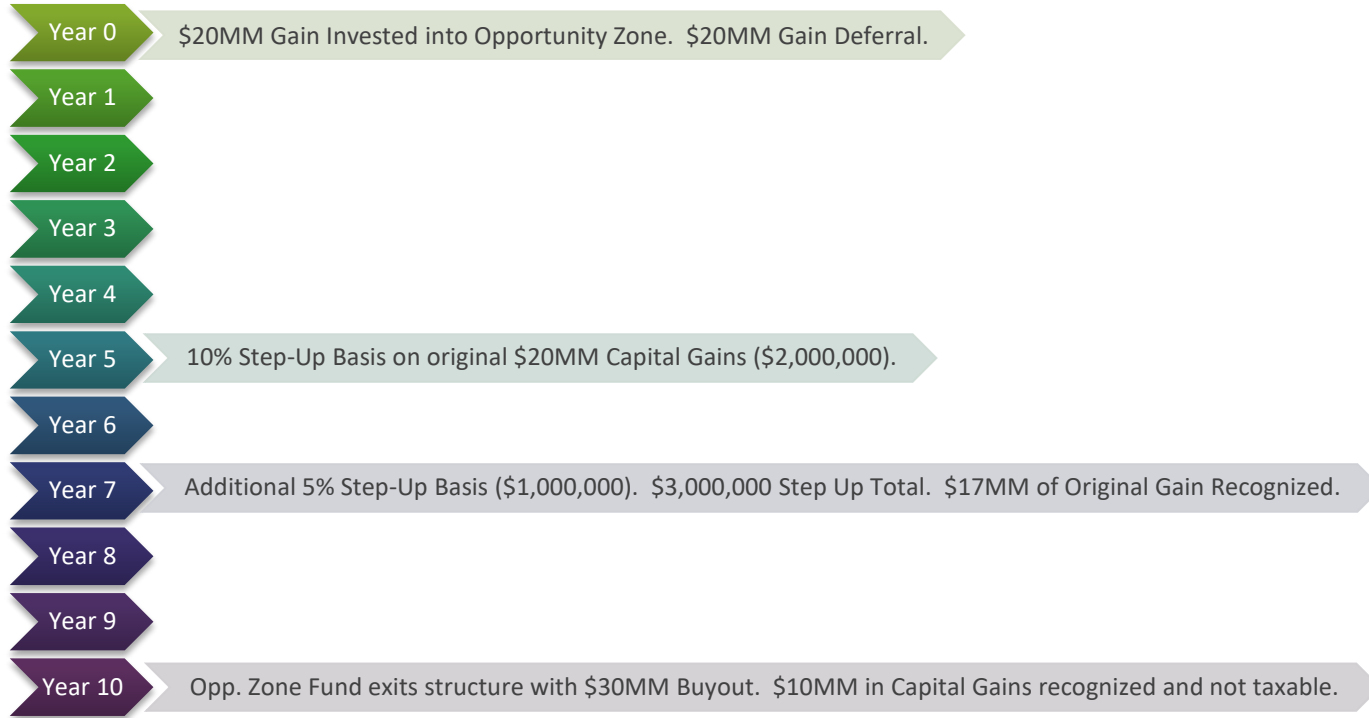 Year 0
$20MM Gain Invested into Opportunity Zone. $20MM Gain Deferral.
Year 1
Year 2
Year 3
Year 4
Year 5
10% Step-Up Basis on original $20MM Capital Gains ($2,000,000).
Year 6
Year 7
Additional 5% Step-Up Basis ($1,000,000). $3,000,000 Step Up Total. $17MM of Original Gain Recognized.
Year 8
Year 9
Year 10
Opp. Zone Fund exits structure with $30MM Buyout. $10MM in Capital Gains recognized and not taxable.